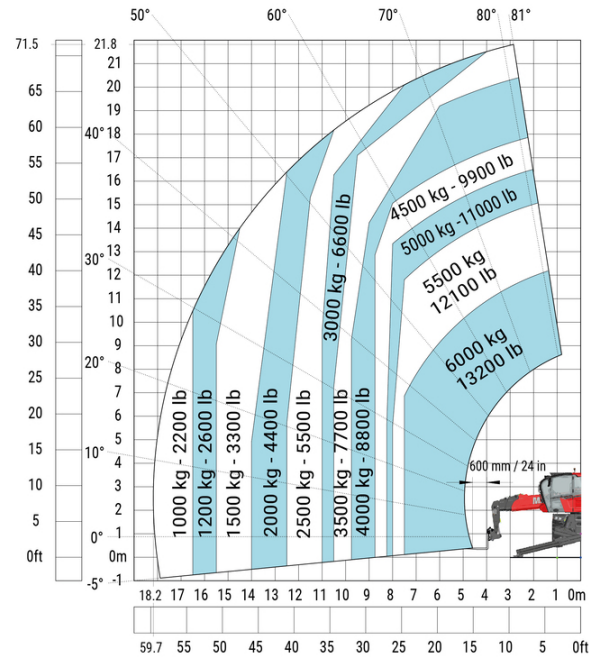 50° 60° 70° 80° 81°
71.5 21.8
21
65 20
19
60 40° 18
17
55 16
50 15
14
45 13
40 30° 12
11
35 10
30 9
8
25 20° 7
20 6
5
15 10° 4
10 3
2
5 0° 1
0ft 0m
-5° -1
1000 kg - 2200 lb
1200 kg - 2600 lb
1500 kg - 3300 lb
2000 kg - 4400 lb
2500 kg - 5500 lb
3000 kg - 6600 lb
3500 kg - 7700 lb
4000 kg - 8800 lb
4500 kg - 9900 lb
5000 kg -11000 lb
5500 kg
12100 lb
6000 kg
13200 lb
600 mm / 24 in
M
18.2 17 16 15 14 13 12 11 10 9 8 7 6 5 4 3 2 1 0m
59.7 55 50 45 40 35 30 25 20 15 10 5 0ft